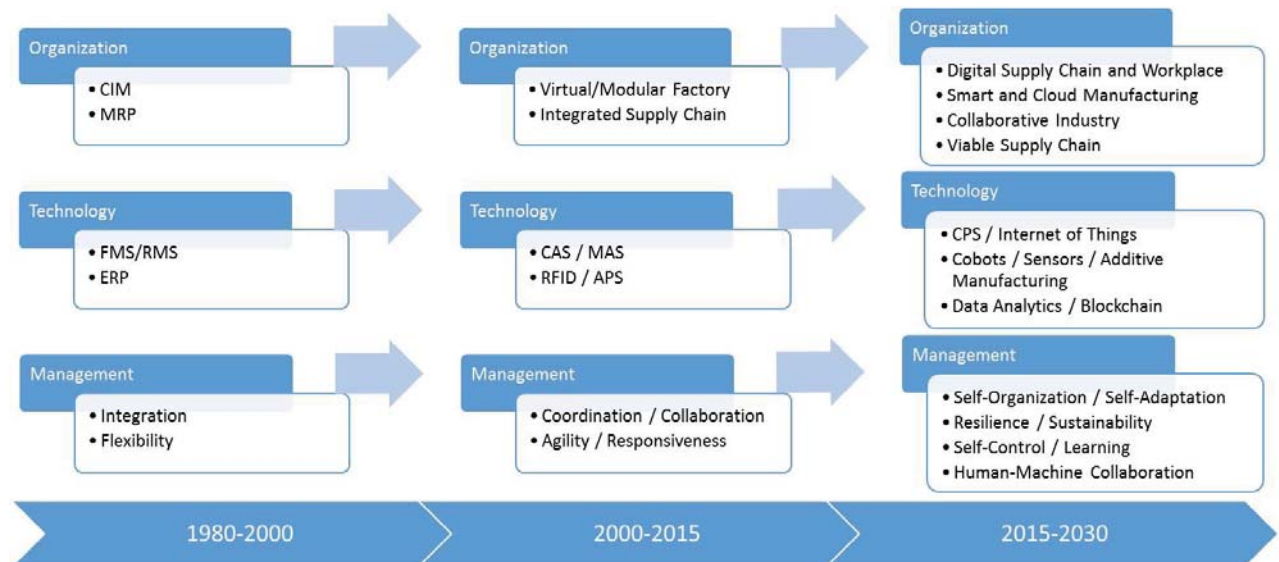 Organization
• CIM
• MRP
Organization
• Virtual/Modular Factory
• Integrated Supply Chain
Organization
• Digital Supply Chain and Workplace
• Smart and Cloud Manufacturing
• Collaborative Industry
• Viable Supply Chain
Technology
• FMS/RMS
• ERP
Technology
• CAS / MAS
• RFID / APS
Technology
• CPS / Internet of Things
• Cobots / Sensors / Additive
Manufacturing
• Data Analytics / Blockchain
Management
• Integration
• Flexibility
Management
• Coordination / Collaboration
• Agility / Responsiveness
Management
• Self-Organization / Self-Adaptation
• Resilience / Sustainability
• Self-Control / Learning
• Human-Machine Collaboration
1980-2000
2000-2015
2015-2030